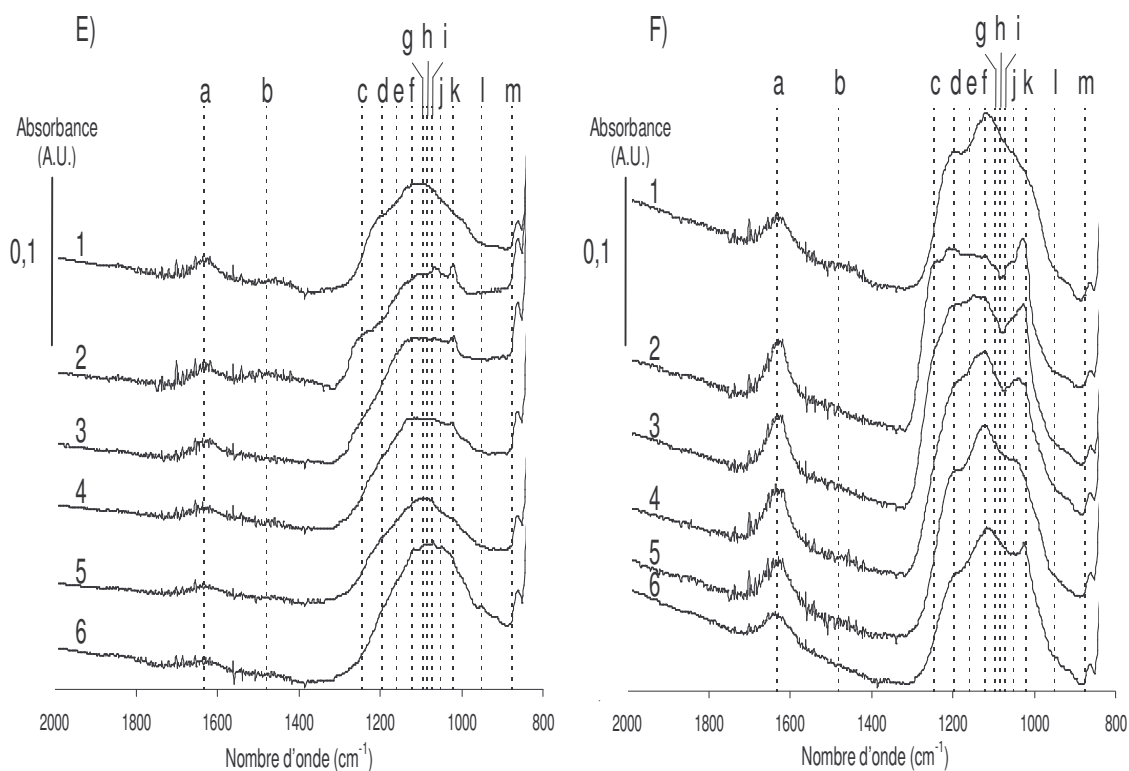 E)
g h i
a b c d e f j k l m
Absorbance
(A.U.)
0,1
1
2
3
4
5
6
2000 1800 1600 1400 1200 1000 800
Nombre d'onde (cm-1)
F)
g h i
a b c d e f j k l m
Absorbance
(A.U.)
0,1
1
2
3
4
5
6
2000 1800 1600 1400 1200 1000 800
Nombre d'onde (cm-1)